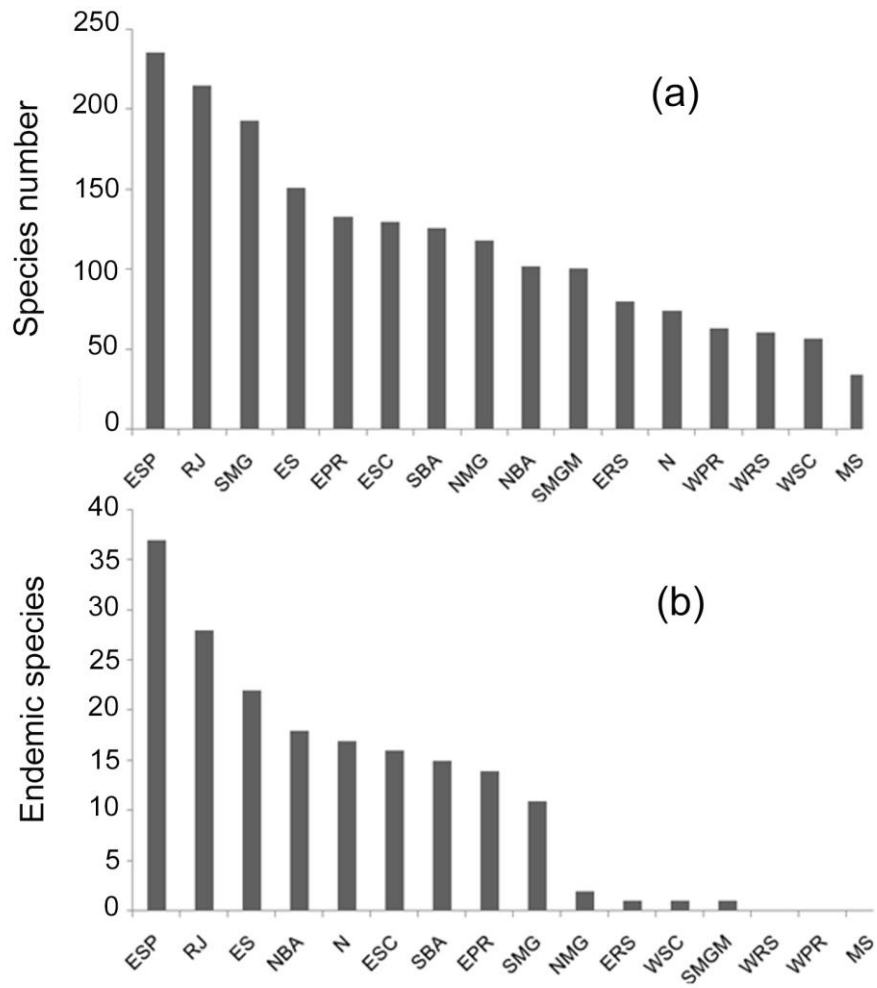 250
200
150
100
50
0
Species number
(a)
ESP RJ SMG ES EPR ESC SBA NMG NBA SMGM ERS N WPR WRS WSC MS
40
35
30
25
20
15
10
5
0
Endemic species
(b)
ESP RJ ES NBA N ESC SBA EPR SMG NMG ERS WSC SMGM WRS WPR MS